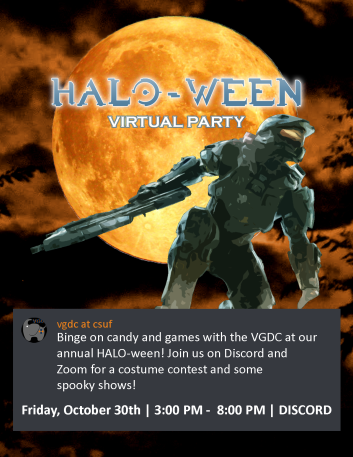 HALO-WEEN
VIRTUAL PARTY
vgdc at csuf
Binge on candy and games with the VGDC at our
annual HALO-ween! Join us on Discord and
Zoom for a costume contest and some
spooky shows!
Friday, October 30th | 3:00 PM - 8:00 PM | DISCORD